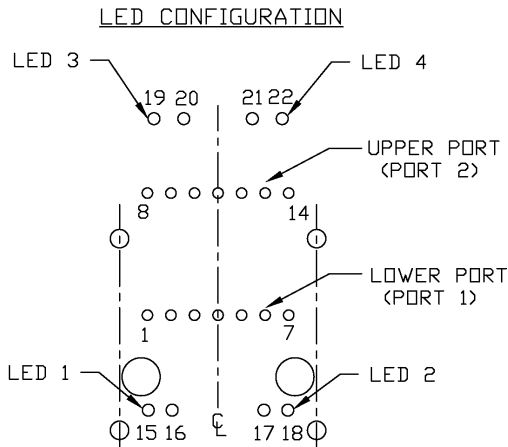 LED CONFIGURATION
LED 3
LED 4
19 20 21 22
UPPER PORT
(PORT 2)
8 14
LOWER PORT
(PORT 1)
1 7
LED 1
LED 2
15 16 ℄ 17 18